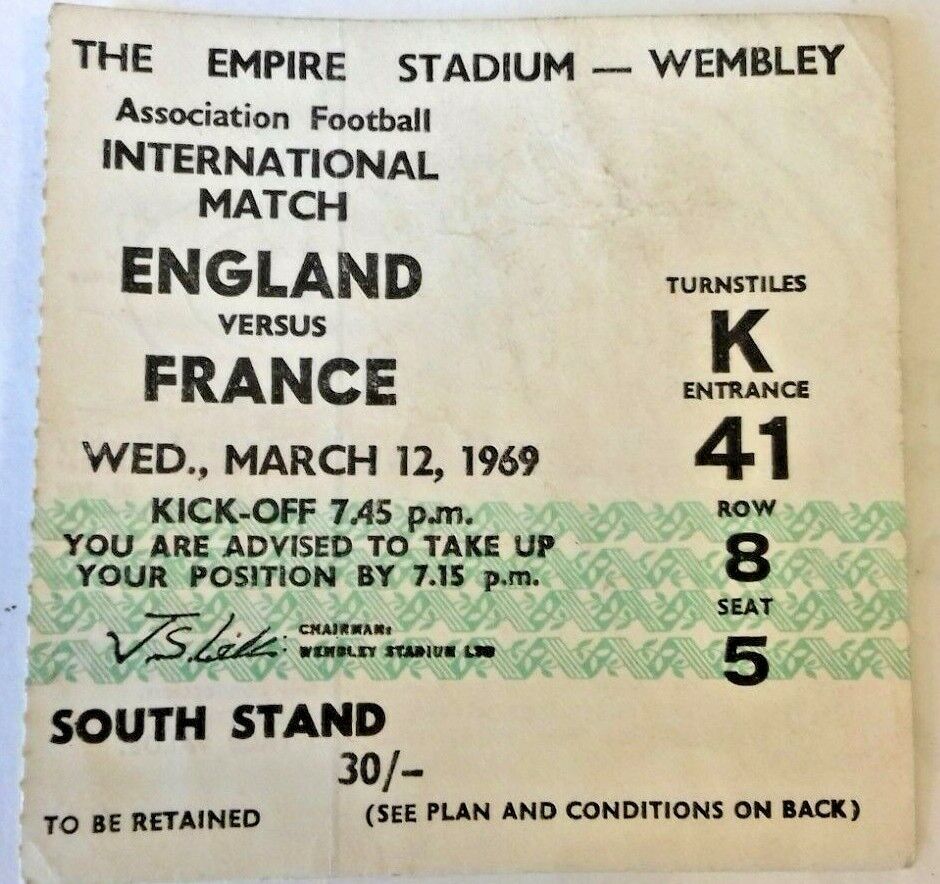 THE EMPIRE STADIUM — WEMBLEY
Association Football
INTERNATIONAL
MATCH
ENGLAND
VERSUS
FRANCE
WED., MARCH 12, 1969
KICK-OFF 7.45 p.m.
YOU ARE ADVISED TO TAKE UP
YOUR POSITION BY 7.15 p.m.
CHAIRMAN:
WEMBLEY STADIUM LTD
TURNSTILES
K
ENTRANCE
41
ROW
8
SEAT
5
SOUTH STAND
30/-
TO BE RETAINED (SEE PLAN AND CONDITIONS ON BACK)